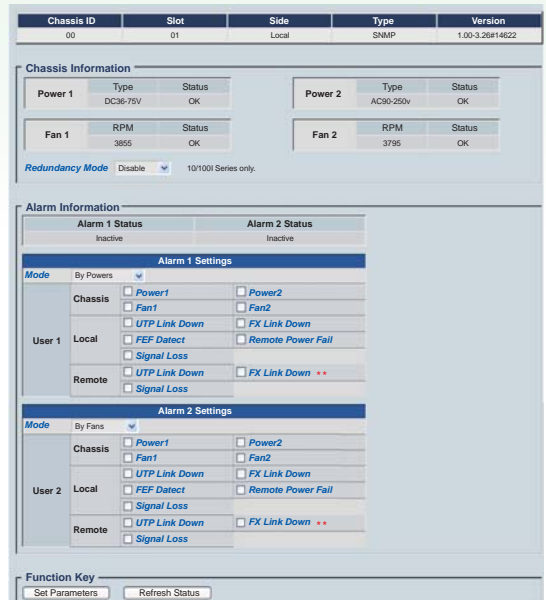 Chassis ID Slot Side Type Version
00 01 Local SNMP 1.00-3.26#14622
Chassis Information
Power 1 Type Status Power 2 Type Status
DC36-75V OK AC90-250v OK
Fan 1 RPM Status Fan 2 RPM Status
3855 OK 3795 OK
Redundancy Mode Disable 10/100I Series only.
Alarm Information
Alarm 1 Status Alarm 2 Status
Inactive Inactive
Alarm 1 Settings
Mode By Powers
User 1 Chassis Power1 Power2
Fan1 Fan2
Local UTP Link Down FX Link Down
FEF Datect Remote Power Fail
Signal Loss
Remote UTP Link Down FX Link Down **
Signal Loss
Alarm 2 Settings
Mode By Fans
User 2 Chassis Power1 Power2
Fan1 Fan2
Local UTP Link Down FX Link Down
FEF Datect Remote Power Fail
Signal Loss
Remote UTP Link Down FX Link Down **
Signal Loss
Function Key
Set Parameters Refresh Status